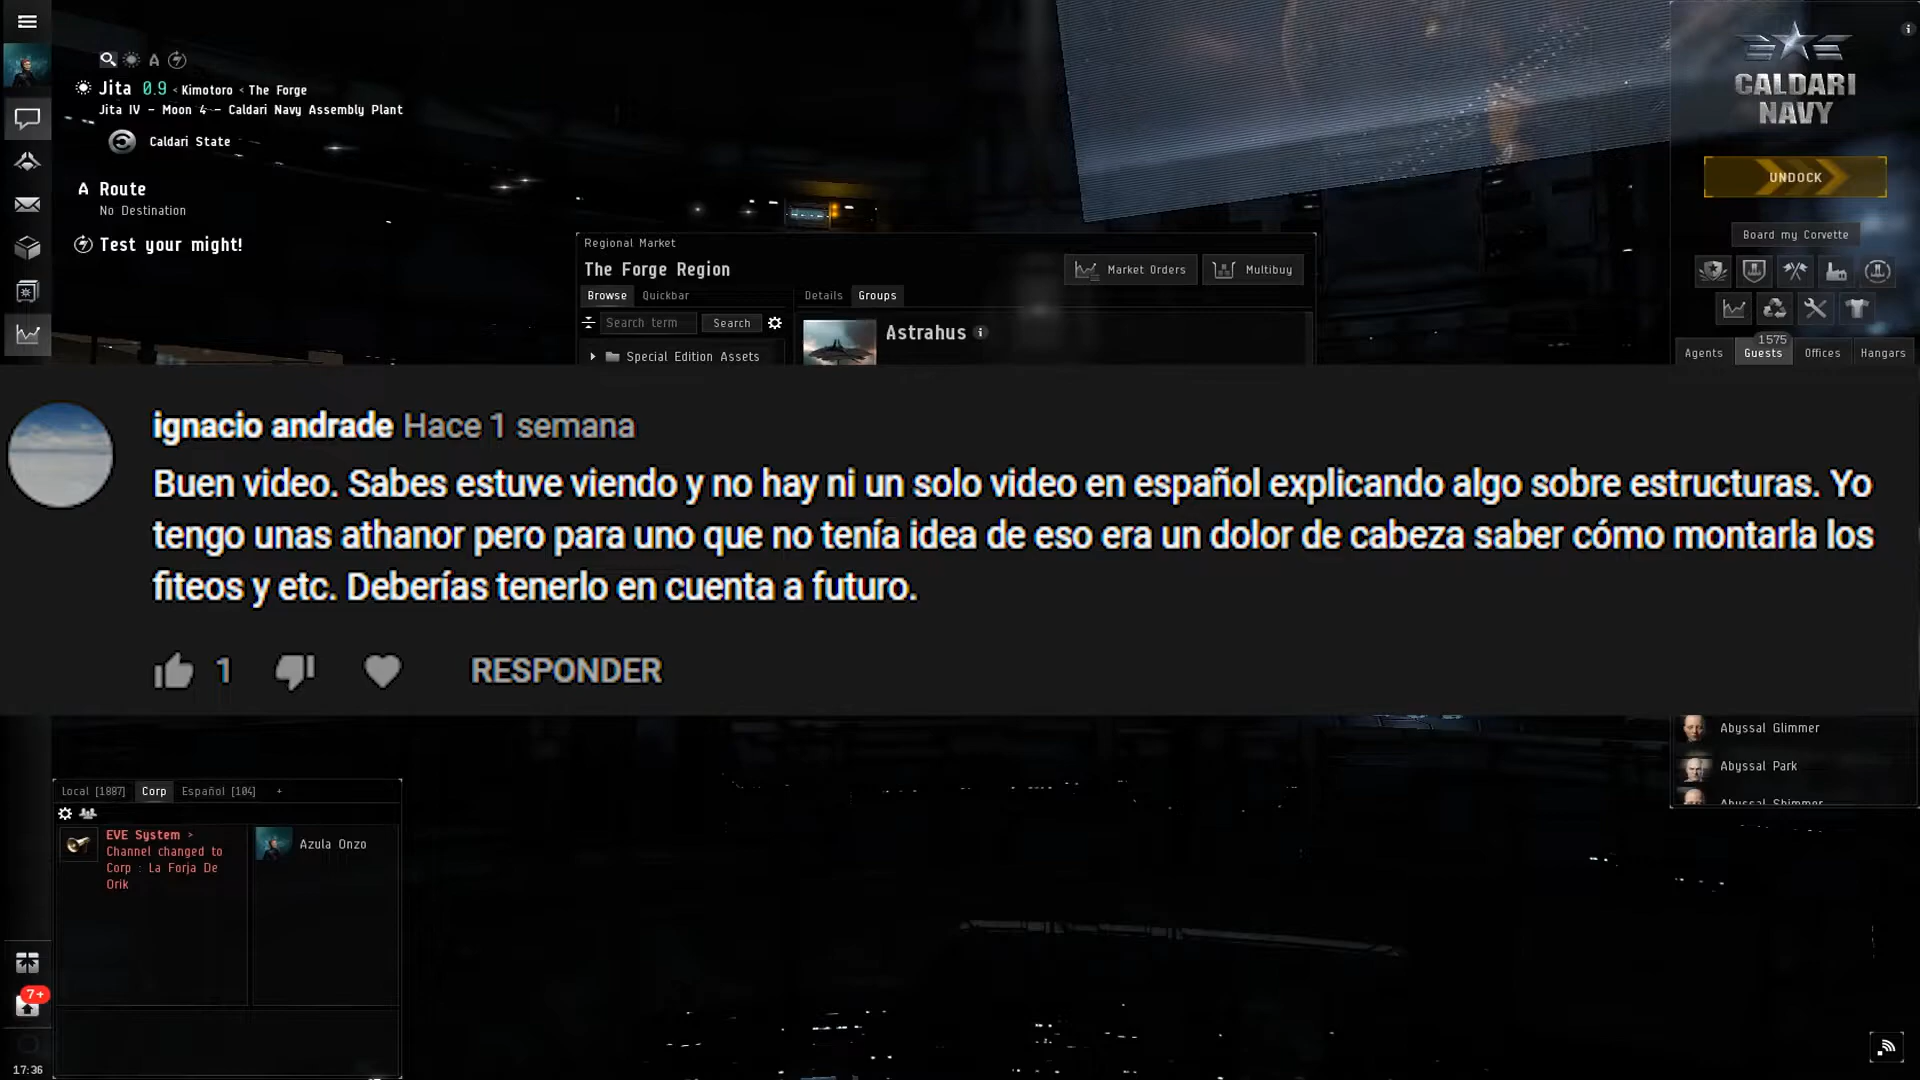 A
Jita 0.9 < Kimotoro < The Forge
Jita IV - Moon 4 - Caldari Navy Assembly Plant
Caldari State
A Route
No Destination
Test your might!
CALDARI
NAVY
UNDOCK
Board my Corvette
1575
Agents Guests Offices Hangars
Regional Market
The Forge Region
Market Orders Multibuy
Browse Quickbar
Details Groups
Search term Search
Astrahus
Special Edition Assets
ignacio andrade Hace 1 semana
Buen video. Sabes estuve viendo y no hay ni un solo video en español explicando algo sobre estructuras. Yo
tengo unas athanor pero para uno que no tenía idea de eso era un dolor de cabeza saber cómo montarla los
fiteos y etc. Deberías tenerlo en cuenta a futuro.
1 RESPONDER
Abyssal Glimmer
Abyssal Park
Abyssal Shimmer
Local [1887] Corp Español [104] +
EVE System >
Channel changed to
Corp : La Forja De
Orik
Azula Onzo
7+
17:36